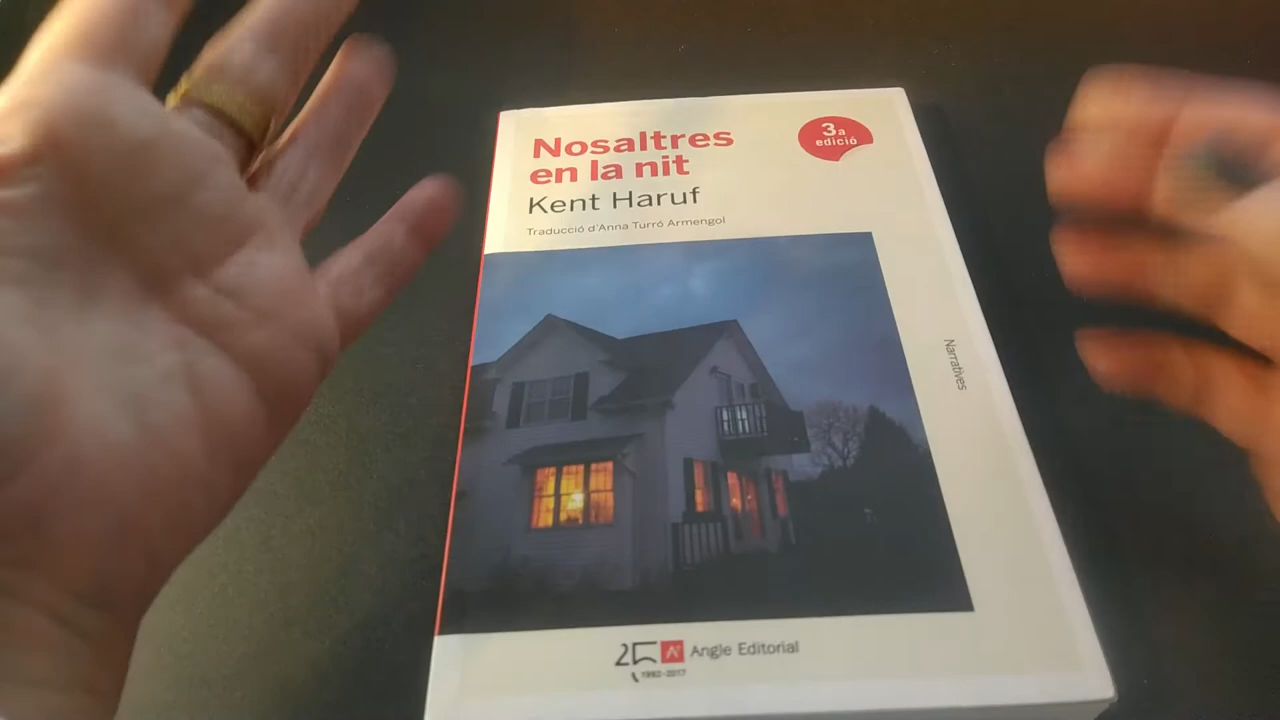 Nosaltres
en la nit
Kent Haruf
Traducció d'Anna Turró Armengol
3a
edició
Narratives
25 A Angle Editorial
1992-2017